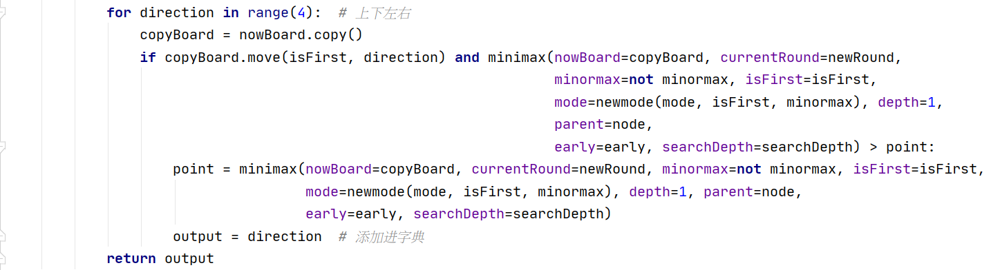 for direction in range(4):  # 上下左右
copyBoard = nowBoard.copy()
if copyBoard.move(isFirst, direction) and minimax(nowBoard=copyBoard, currentRound=newRound,
minormax=not minormax, isFirst=isFirst,
mode=newmode(mode, isFirst, minormax), depth=1,
parent=node,
early=early, searchDepth=searchDepth) > point:
point = minimax(nowBoard=copyBoard, currentRound=newRound, minormax=not minormax, isFirst=isFirst,
mode=newmode(mode, isFirst, minormax), depth=1, parent=node,
early=early, searchDepth=searchDepth)
output = direction  # 添加进字典
return output